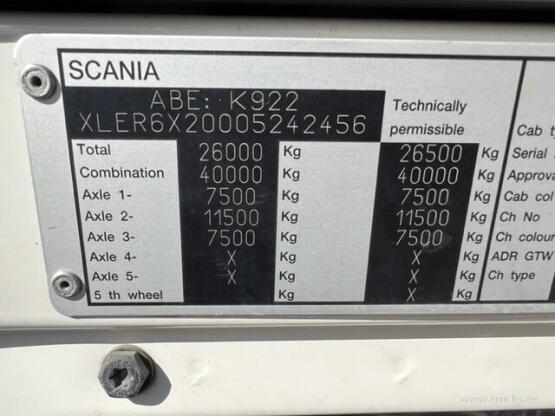 SCANIA
ABE: K922
XLER6X20005242456
Technically
permissible
Total 26000 Kg 26500 Kg Serial
Combination 40000 Kg 40000 Kg
Axle 1- 7500 Kg 7500 Kg Cab col
Axle 2- 11500 Kg 11500 Kg Ch No
Axle 3- 7500 Kg 7500 Kg Ch colour
Axle 4- X Kg X Kg ADR GTW
Axle 5- X Kg X Kg Ch type
5 th wheel Kg X Kg
Cab
www.trucks.ee